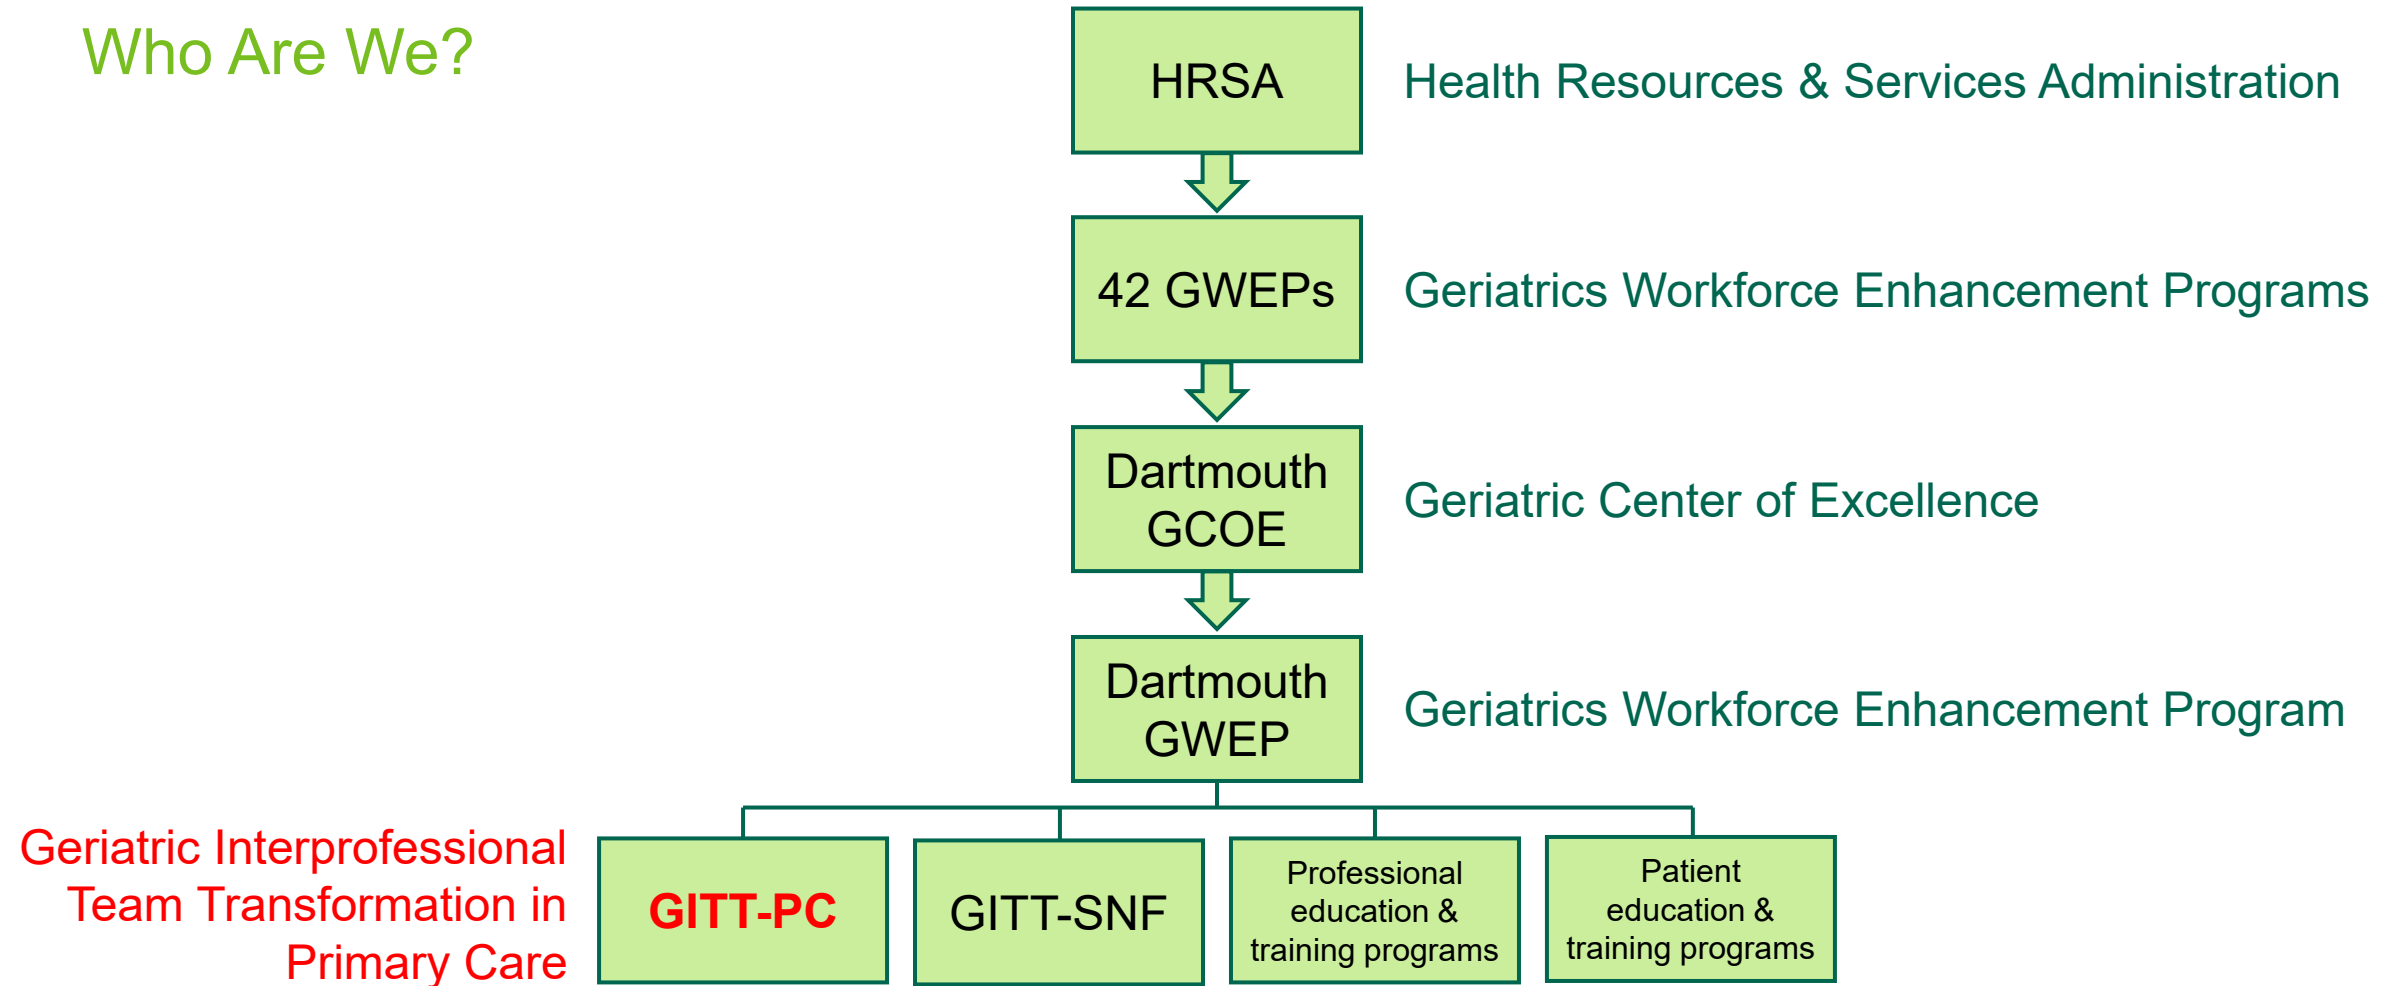 Who Are We?
HRSA
Health Resources & Services Administration
42 GWEPs
Geriatrics Workforce Enhancement Programs
Dartmouth
GCOE
Geriatric Center of Excellence
Dartmouth
GWEP
Geriatrics Workforce Enhancement Program
Geriatric Interprofessional
Team Transformation in
Primary Care
GITT-PC
GITT-SNF
Professional
education &
training programs
Patient
education &
training programs